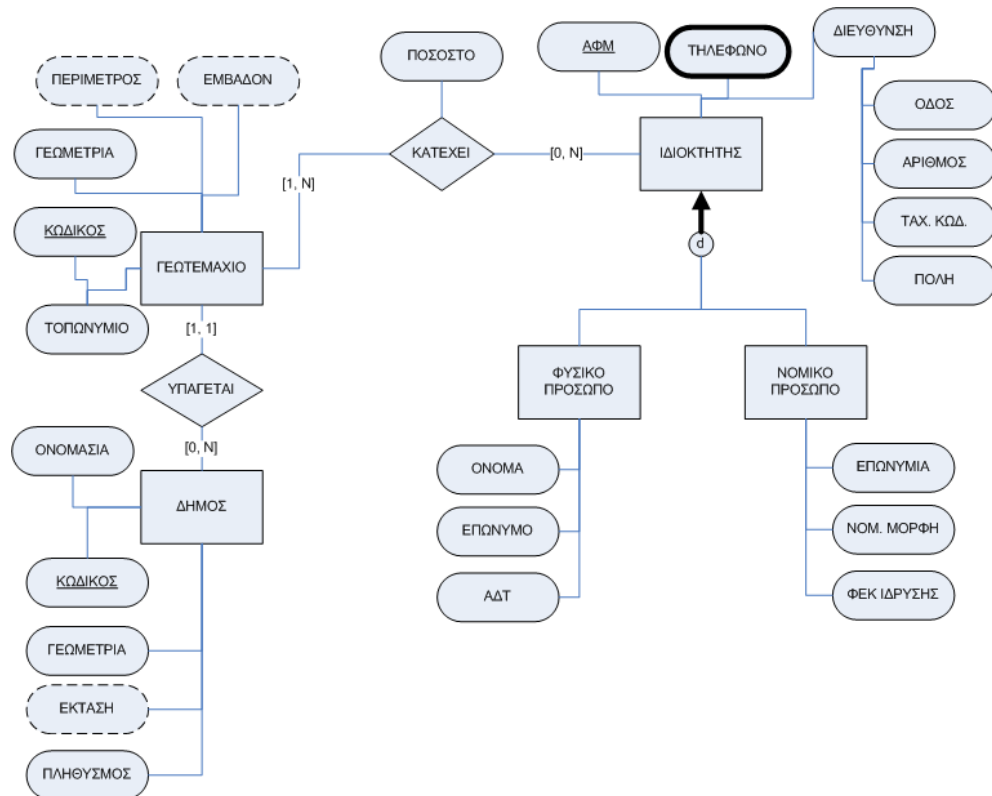 ΑΦΜ
ΤΗΛΕΦΩΝΟ
ΔΙΕΥΘΥΝΣΗ
ΠΟΣΟΣΤΟ
ΠΕΡΙΜΕΤΡΟΣ
ΕΜΒΑΔΟΝ
ΟΔΟΣ
ΓΕΩΜΕΤΡΙΑ
ΚΑΤΕΧΕΙ
[0, N]
ΙΔΙΟΚΤΗΤΗΣ
ΑΡΙΘΜΟΣ
[1, N]
ΚΩΔΙΚΟΣ
ΤΑΧ. ΚΩΔ.
ΓΕΩΤΕΜΑΧΙΟ
d
ΠΟΛΗ
ΤΟΠΩΝΥΜΙΟ
[1, 1]
ΥΠΑΓΕΤΑΙ
ΦΥΣΙΚΟ
ΠΡΟΣΩΠΟ
ΝΟΜΙΚΟ
ΠΡΟΣΩΠΟ
[0, N]
ΟΝΟΜΑΣΙΑ
ΟΝΟΜΑ
ΕΠΩΝΥΜΙΑ
ΔΗΜΟΣ
ΕΠΩΝΥΜΟ
ΝΟΜ. ΜΟΡΦΗ
ΚΩΔΙΚΟΣ
ΑΔΤ
ΦΕΚ ΙΔΡΥΣΗΣ
ΓΕΩΜΕΤΡΙΑ
ΕΚΤΑΣΗ
ΠΛΗΘΥΣΜΟΣ